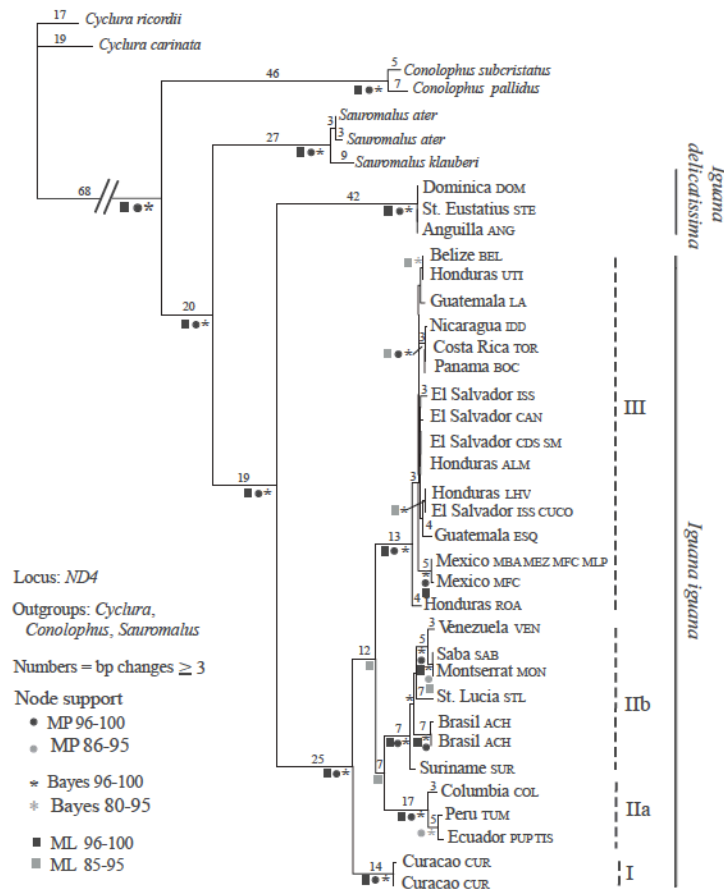 17
Cyclura ricordii
19
Cyclura carinata
46
5
Conolophus subcristatus
7
Conolophus pallidus
Sauromalus ater
3
27
3
Sauromalus ater
9
Sauromalus klauberi
68
42
Dominica DOM
St. Eustatius STE
Anguilla ANG
Iguana
delicatissima
Belize BEL
Honduras UTI
Guatemala LA
20
Nicaragua IDD
3
Costa Rica TOR
Panama BOC
3
El Salvador ISS
III
El Salvador CAN
El Salvador CDS SM
Honduras ALM
19
3
Honduras LHV
El Salvador ISS CUCO
4
Guatemala ESQ
13
5
Mexico MBA MEZ MFC MLP
Mexico MFC
4
Honduras ROA
Iguana iguana
Locus: ND4
Outgroups: Cyclura,
Conolophus, Sauromalus
Numbers = bp changes ≥ 3
Node support
MP 96-100
MP 86-95
* Bayes 96-100
* Bayes 80-95
ML 96-100
ML 85-95
3
Venezuela VEN
5
Saba SAB
Montserrat MON
12
7
St. Lucia STL
IIb
7
7
Brasil ACH
Brasil ACH
25
7
Suriname SUR
3
Columbia COL
17
5
Peru TUM
IIa
Ecuador PUP TIS
14
Curacao CUR
I
Curacao CUR